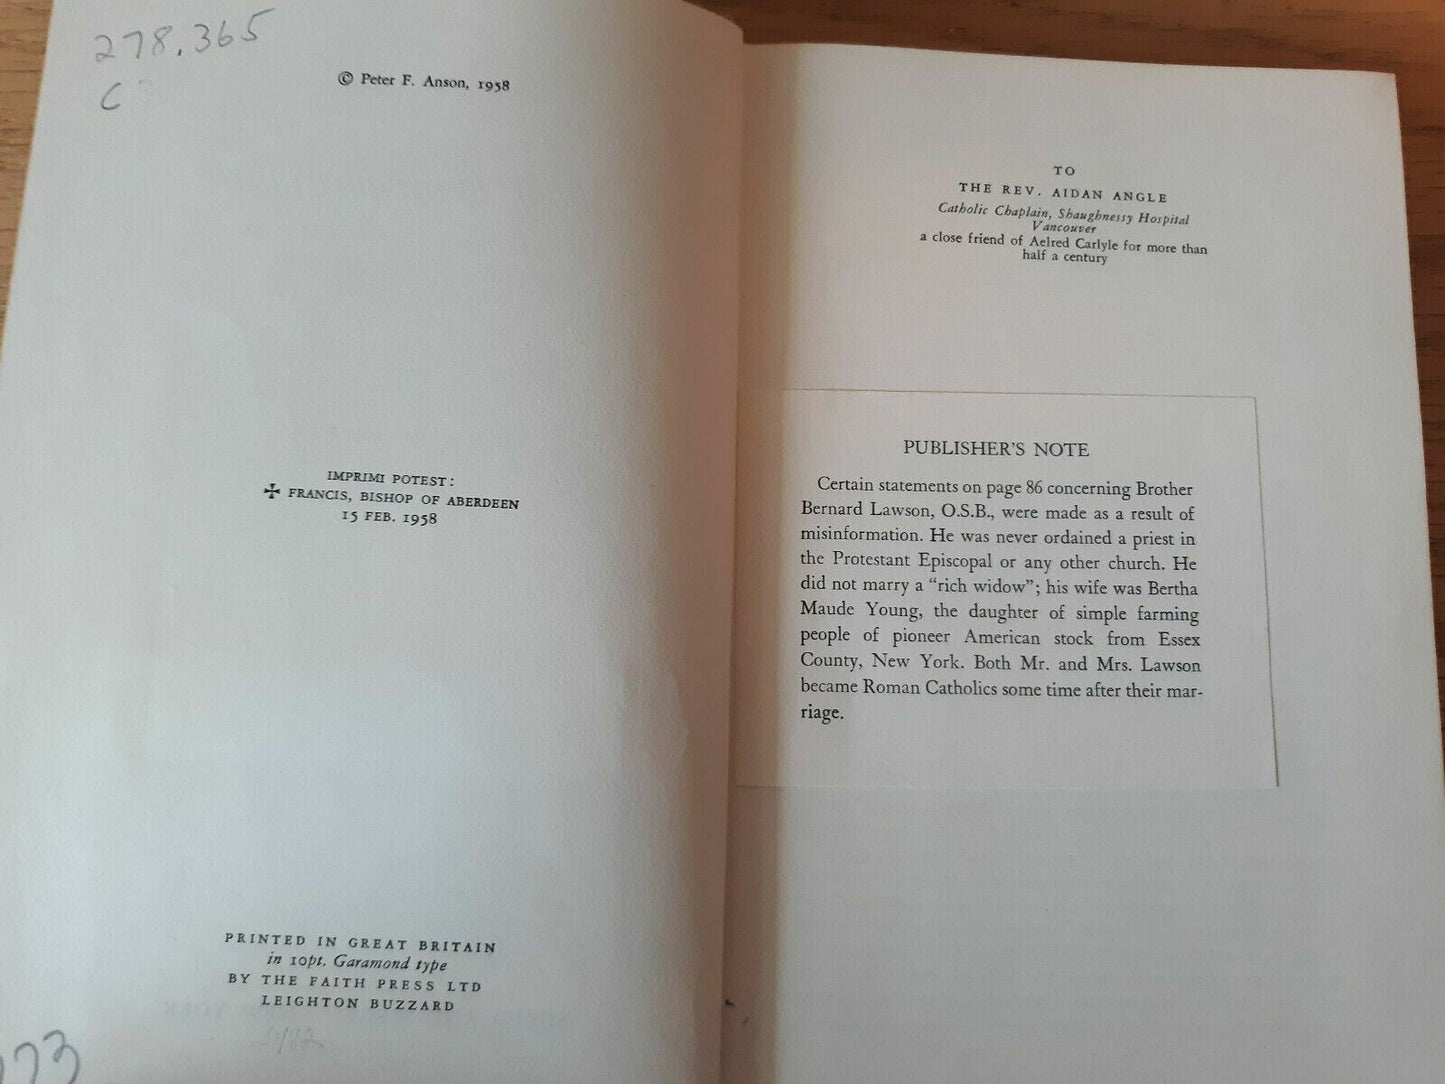 278.365
C
© Peter F. Anson, 1958
IMPRIMI POTEST:
✠ FRANCIS, BISHOP OF ABERDEEN
15 FEB. 1958
PRINTED IN GREAT BRITAIN
in 10pt. Garamond type
BY THE FAITH PRESS LTD
LEIGHTON BUZZARD
TO
THE REV. AIDAN ANGLE
Catholic Chaplain, Shaughnessy Hospital
Vancouver
a close friend of Aelred Carlyle for more than
half a century
PUBLISHER'S NOTE
Certain statements on page 86 concerning Brother
Bernard Lawson, O.S.B., were made as a result of
misinformation. He was never ordained a priest in
the Protestant Episcopal or any other church. He
did not marry a "rich widow"; his wife was Bertha
Maude Young, the daughter of simple farming
people of pioneer American stock from Essex
County, New York. Both Mr. and Mrs. Lawson
became Roman Catholics some time after their mar-
riage.